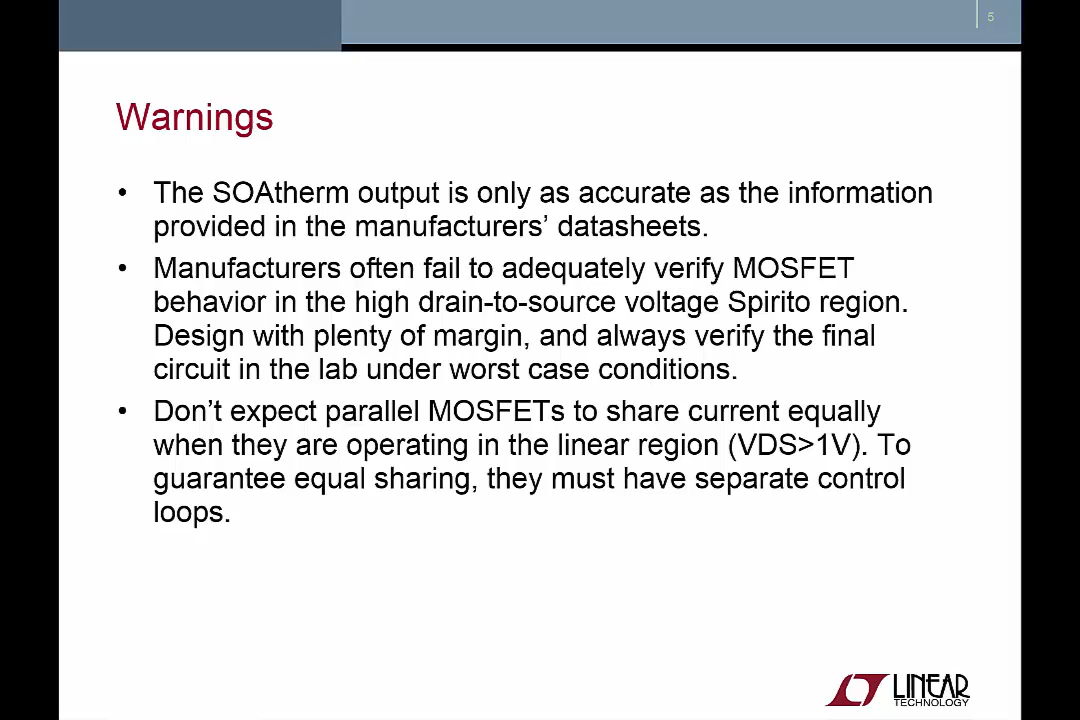 5
Warnings
• The SOAtherm output is only as accurate as the information
provided in the manufacturers’ datasheets.
• Manufacturers often fail to adequately verify MOSFET
behavior in the high drain-to-source voltage Spirito region.
Design with plenty of margin, and always verify the final
circuit in the lab under worst case conditions.
• Don’t expect parallel MOSFETs to share current equally
when they are operating in the linear region (VDS>1V). To
guarantee equal sharing, they must have separate control
loops.
LINEAR
TECHNOLOGY